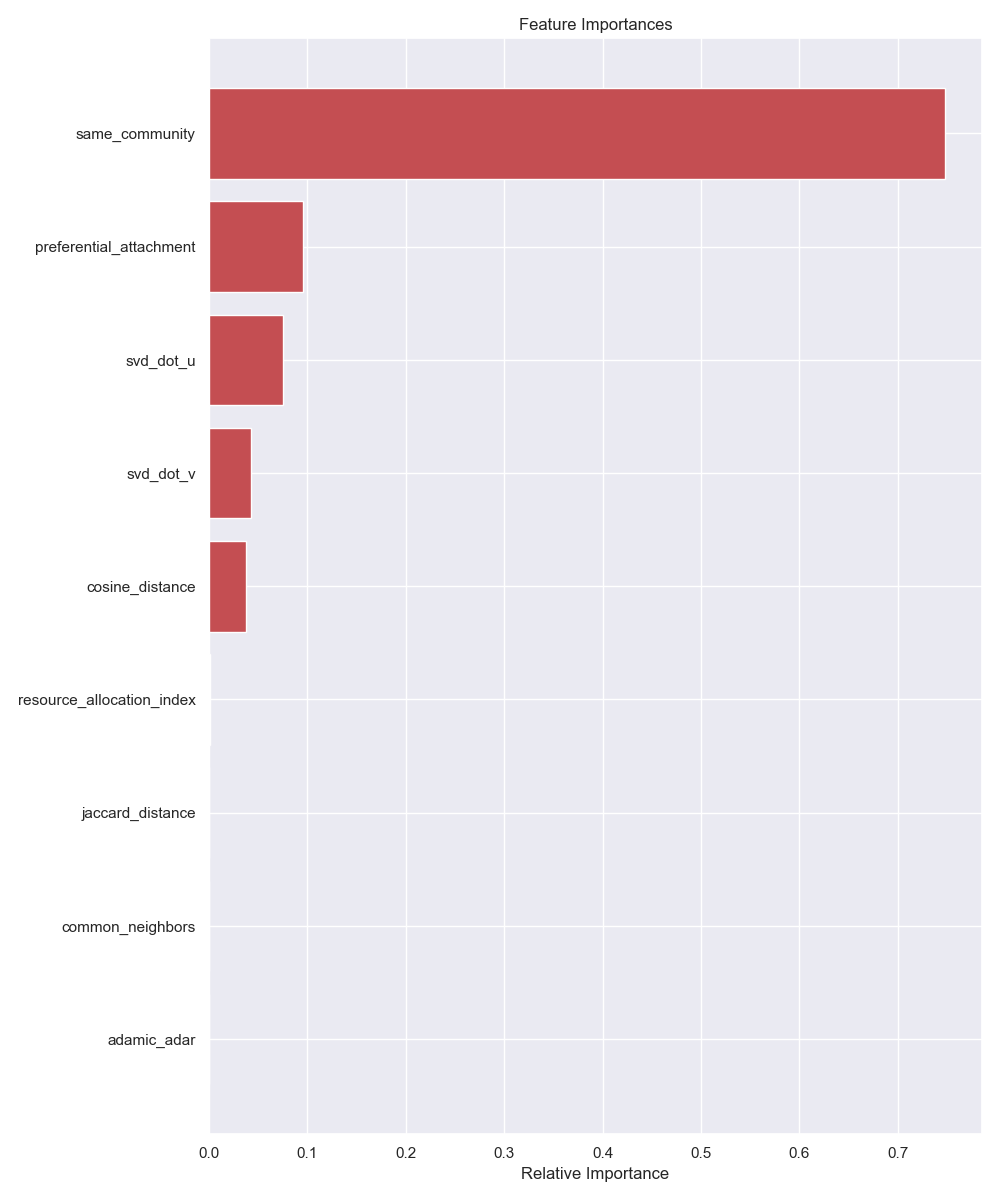 Feature Importances
same_community
preferential_attachment
svd_dot_u
svd_dot_v
cosine_distance
resource_allocation_index
jaccard_distance
common_neighbors
adamic_adar
0.0 0.1 0.2 0.3 0.4 0.5 0.6 0.7
Relative Importance